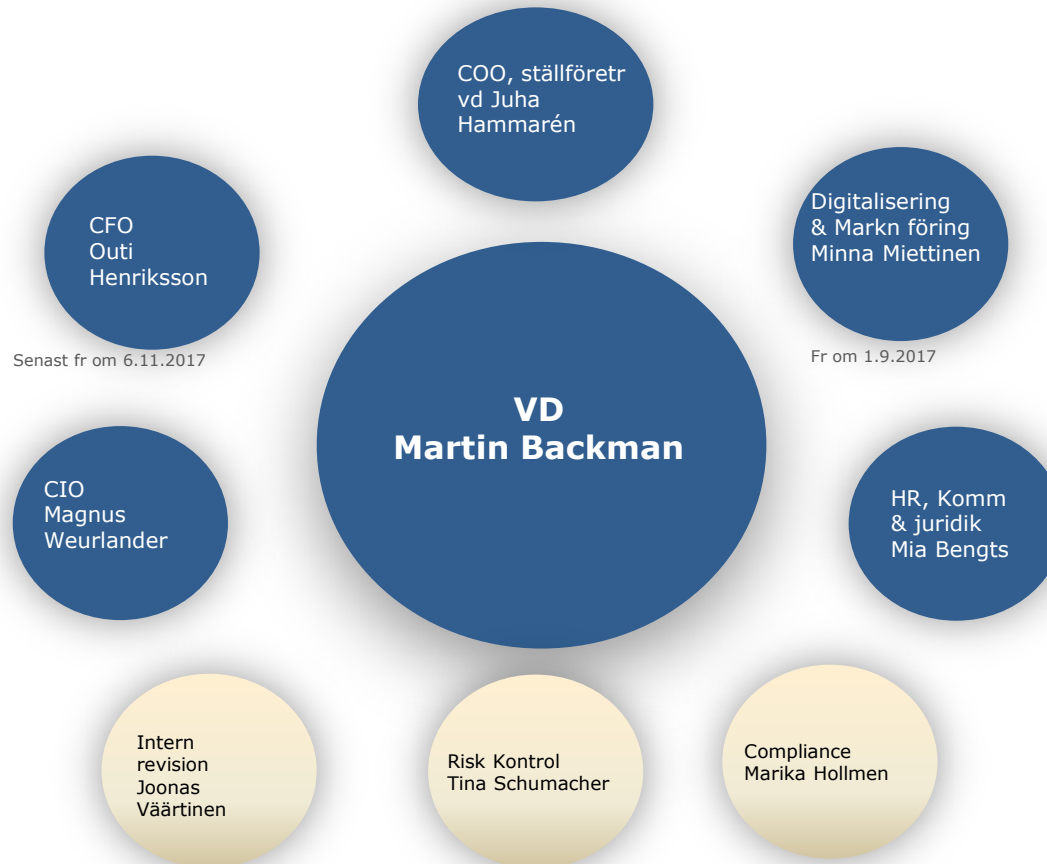 COO, ställföretr
vd Juha
Hammarén
CFO
Outi
Henriksson
Digitalisering
& Markn föring
Minna Miettinen
Senast fr om 6.11.2017
Fr om 1.9.2017
VD
Martin Backman
CIO
Magnus
Weurlander
HR, Komm
& juridik
Mia Bengts
Intern
revision
Joonas
Väärtinen
Risk Kontrol
Tina Schumacher
Compliance
Marika Hollmen